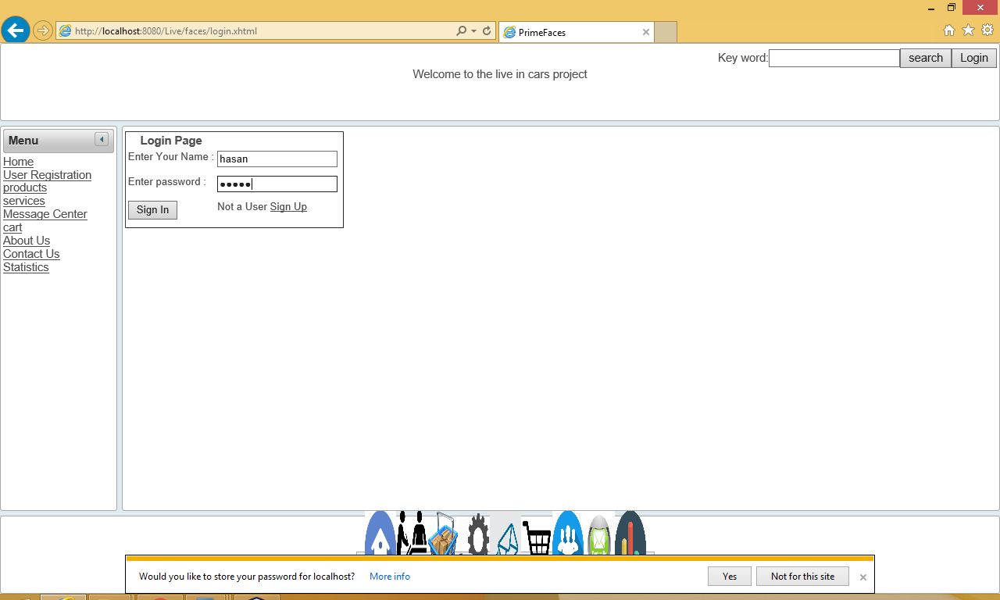 http://localhost:8080/Live/faces/login.xhtml
PrimeFaces
Key word: search Login
Welcome to the live in cars project
Menu
Home
User Registration
products
services
Message Center
cart
About Us
Contact Us
Statistics
Login Page
Enter Your Name : hasan
Enter password : ●●●●●
Sign In Not a User Sign Up
Would you like to store your password for localhost? More info Yes Not for this site